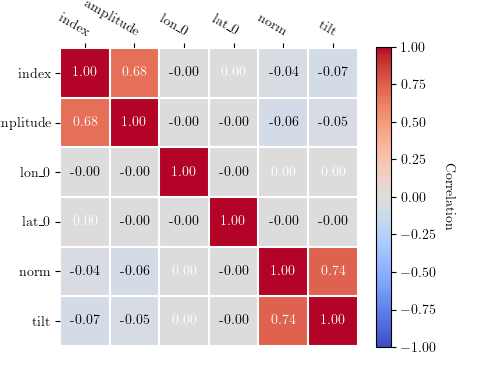 index amplitude lon_0 lat_0 norm tilt
index 1.00 0.68 -0.00 0.00 -0.04 -0.07
mplitude 0.68 1.00 -0.00 -0.00 -0.06 -0.05
lon_0 -0.00 -0.00 1.00 -0.00 0.00 0.00
lat_0 0.00 -0.00 -0.00 1.00 -0.00 -0.00
norm -0.04 -0.06 0.00 -0.00 1.00 0.74
tilt -0.07 -0.05 0.00 -0.00 0.74 1.00
1.00
0.75
0.50
0.25
0.00
−0.25
−0.50
−0.75
−1.00
Correlation